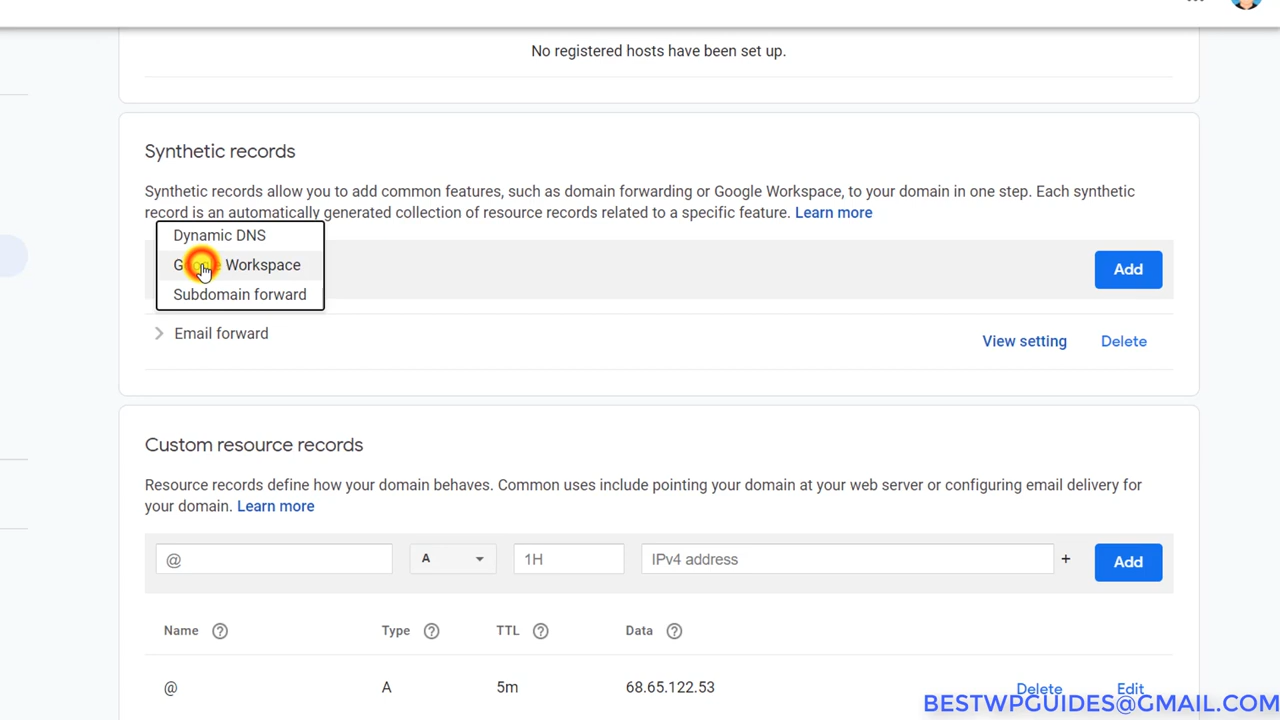 No registered hosts have been set up.
Synthetic records
Synthetic records allow you to add common features, such as domain forwarding or Google Workspace, to your domain in one step. Each synthetic
record is an automatically generated collection of resource records related to a specific feature. Learn more
Dynamic DNS
Google Workspace
Add
Subdomain forward
Email forward
View setting
Delete
Custom resource records
Resource records define how your domain behaves. Common uses include pointing your domain at your web server or configuring email delivery for
your domain. Learn more
@ A 1H IPv4 address + Add
Name Type TTL Data
@ A 5m 68.65.122.53 Delete Edit
BESTWPGUIDES@GMAIL.COM